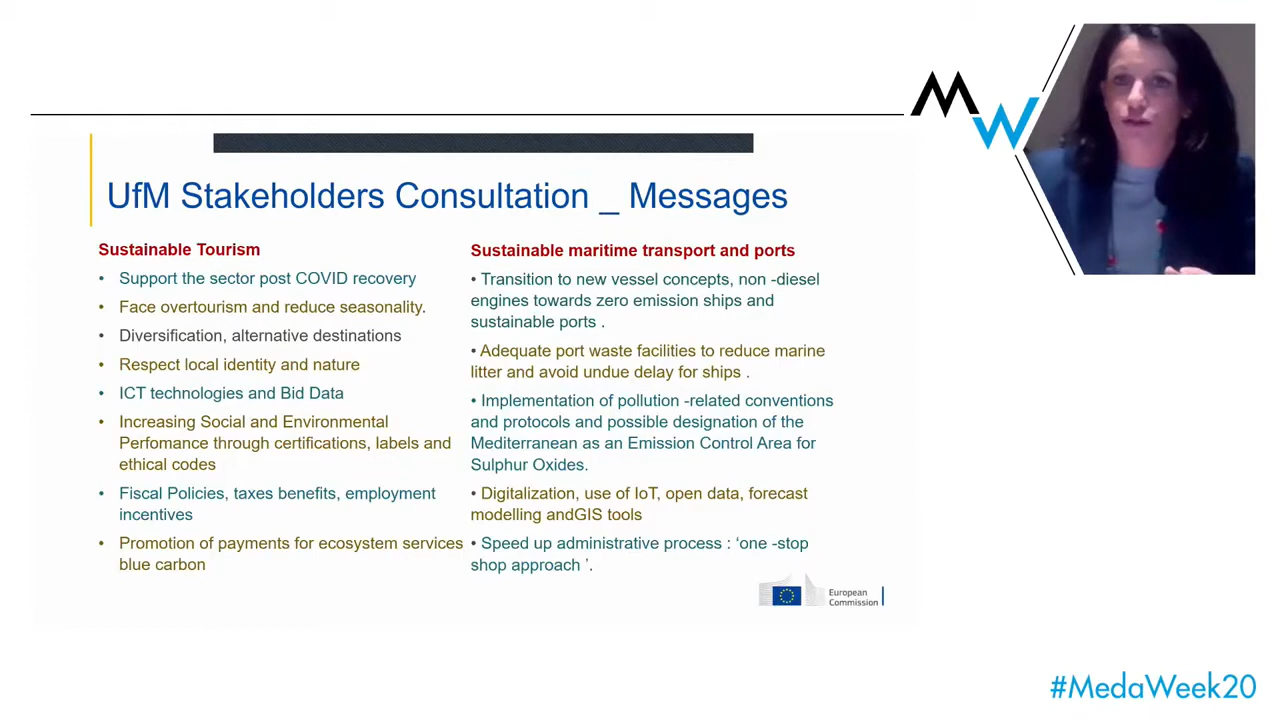 MW
UfM Stakeholders Consultation _ Messages
Sustainable Tourism
• Support the sector post COVID recovery
• Face overtourism and reduce seasonality.
• Diversification, alternative destinations
• Respect local identity and nature
• ICT technologies and Bid Data
• Increasing Social and Environmental
Perfomance through certifications, labels and
ethical codes
• Fiscal Policies, taxes benefits, employment
incentives
• Promotion of payments for ecosystem services
blue carbon
Sustainable maritime transport and ports
• Transition to new vessel concepts, non -diesel
engines towards zero emission ships and
sustainable ports .
• Adequate port waste facilities to reduce marine
litter and avoid undue delay for ships .
• Implementation of pollution -related conventions
and protocols and possible designation of the
Mediterranean as an Emission Control Area for
Sulphur Oxides.
• Digitalization, use of IoT, open data, forecast
modelling andGIS tools
• Speed up administrative process : ‘one -stop
shop approach ’.
European
Commission
#MedaWeek20